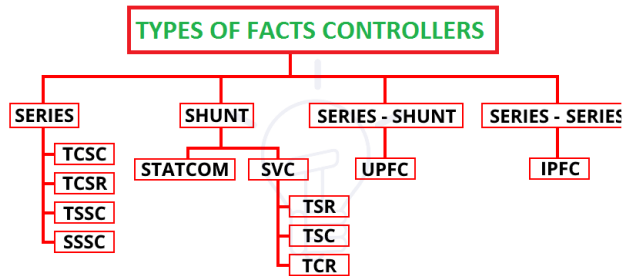 TYPES OF FACTS CONTROLLERS
SERIES
SHUNT
SERIES - SHUNT
SERIES - SERIES
TCSC
TCSR
TSSC
SSSC
STATCOM
SVC
TSR
TSC
TCR
UPFC
IPFC